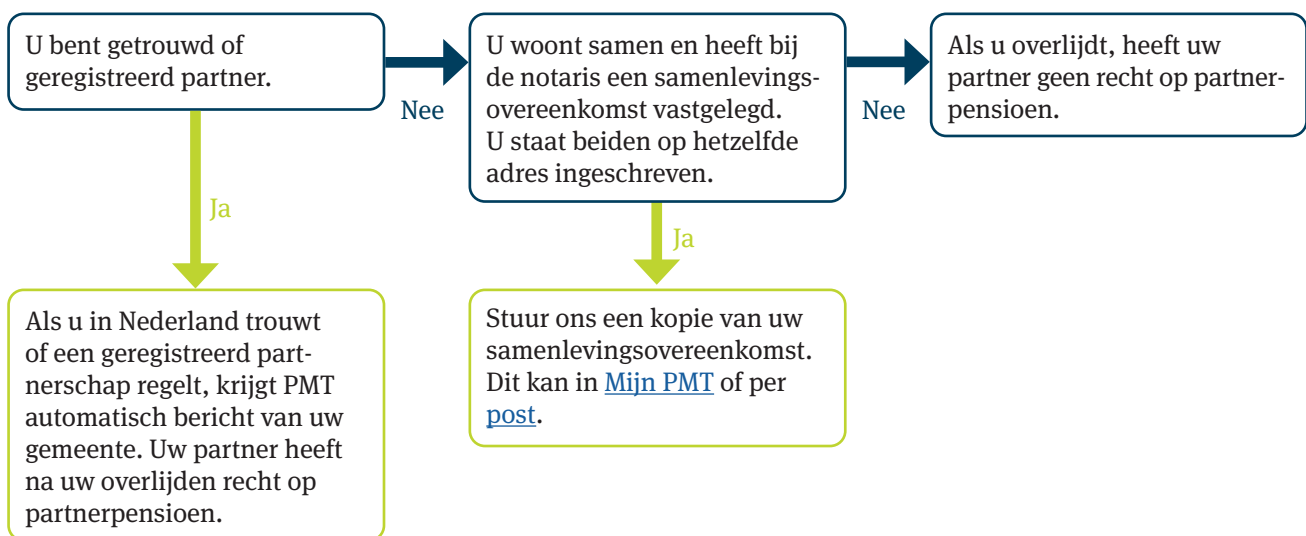 U bent getrouwd of
geregistreerd partner.
Nee
U woont samen en heeft bij
de notaris een samenlevings-
overeenkomst vastgelegd.
U staat beiden op hetzelfde
adres ingeschreven.
Nee
Als u overlijdt, heeft uw
partner geen recht op partner-
pensioen.
Ja
Als u in Nederland trouwt
of een geregistreerd part-
nerschap regelt, krijgt PMT
automatisch bericht van uw
gemeente. Uw partner heeft
na uw overlijden recht op
partnerpensioen.
Ja
Stuur ons een kopie van uw
samenlevingsovereenkomst.
Dit kan in Mijn PMT of per
post.